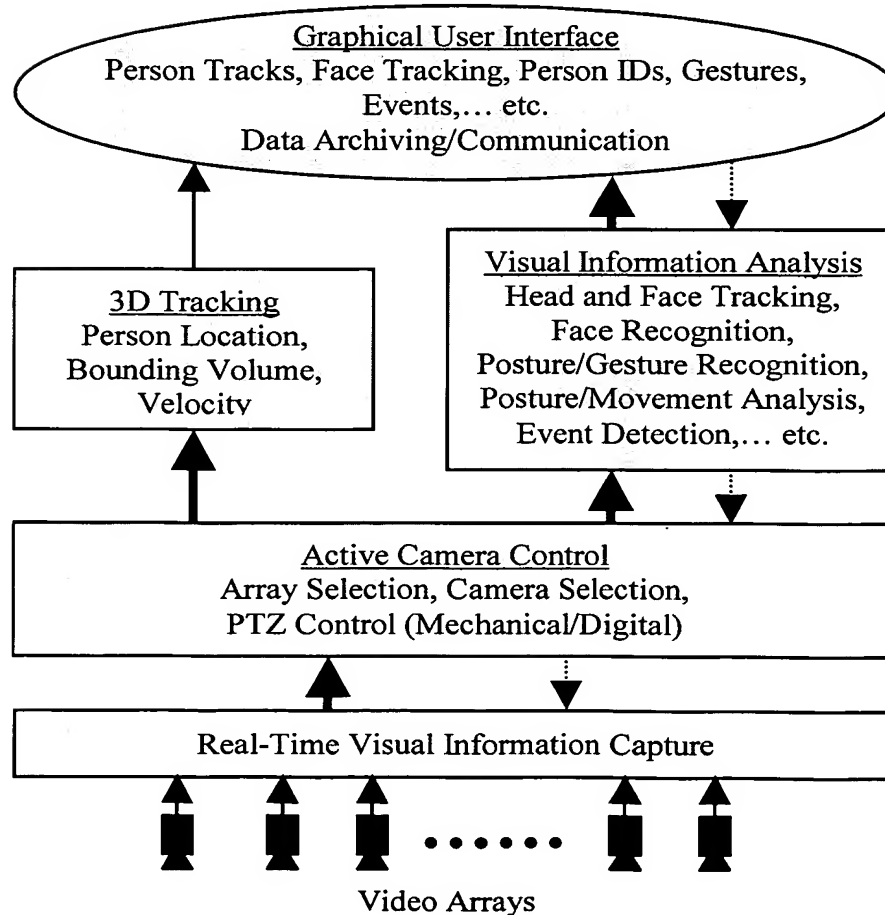 Graphical User Interface
Person Tracks, Face Tracking, Person IDs, Gestures,
Events,... etc.
Data Archiving/Communication
3D Tracking
Person Location,
Bounding Volume,
Velocity
Visual Information Analysis
Head and Face Tracking,
Face Recognition,
Posture/Gesture Recognition,
Posture/Movement Analysis,
Event Detection,... etc.
Active Camera Control
Array Selection, Camera Selection,
PTZ Control (Mechanical/Digital)
Real-Time Visual Information Capture
Video Arrays